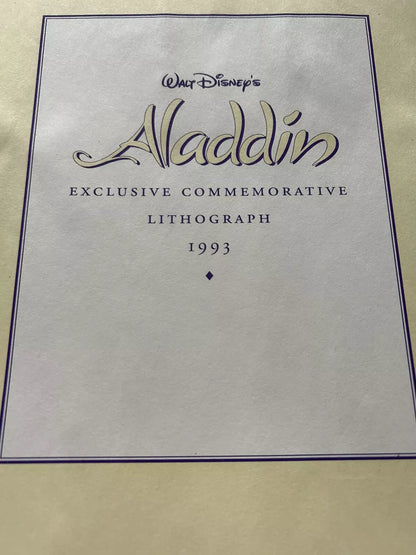 Walt Disney's
Aladdin
EXCLUSIVE COMMEMORATIVE
LITHOGRAPH
1993